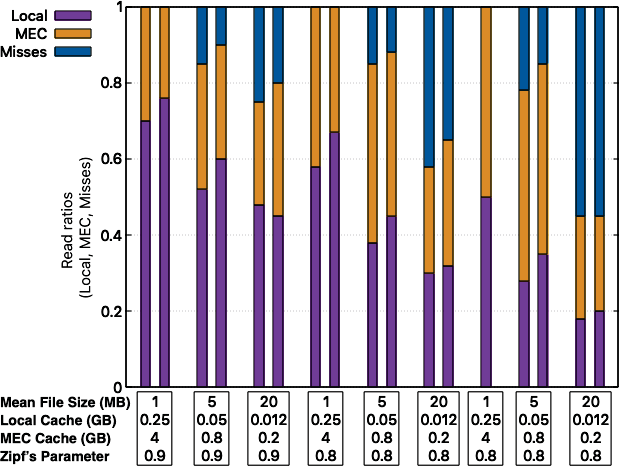 Local
MEC
Misses
1
0.8
0.6
0.4
0.2
0
Read ratios
(Local, MEC, Misses)
Mean File Size (MB) 1 5 20 1 5 20 1 5 20
Local Cache (GB) 0.25 0.05 0.012 0.25 0.05 0.012 0.25 0.05 0.012
MEC Cache (GB) 4 0.8 0.2 4 0.8 0.2 4 0.8 0.2
Zipf's Parameter 0.9 0.9 0.9 0.8 0.8 0.8 0.8 0.8 0.8